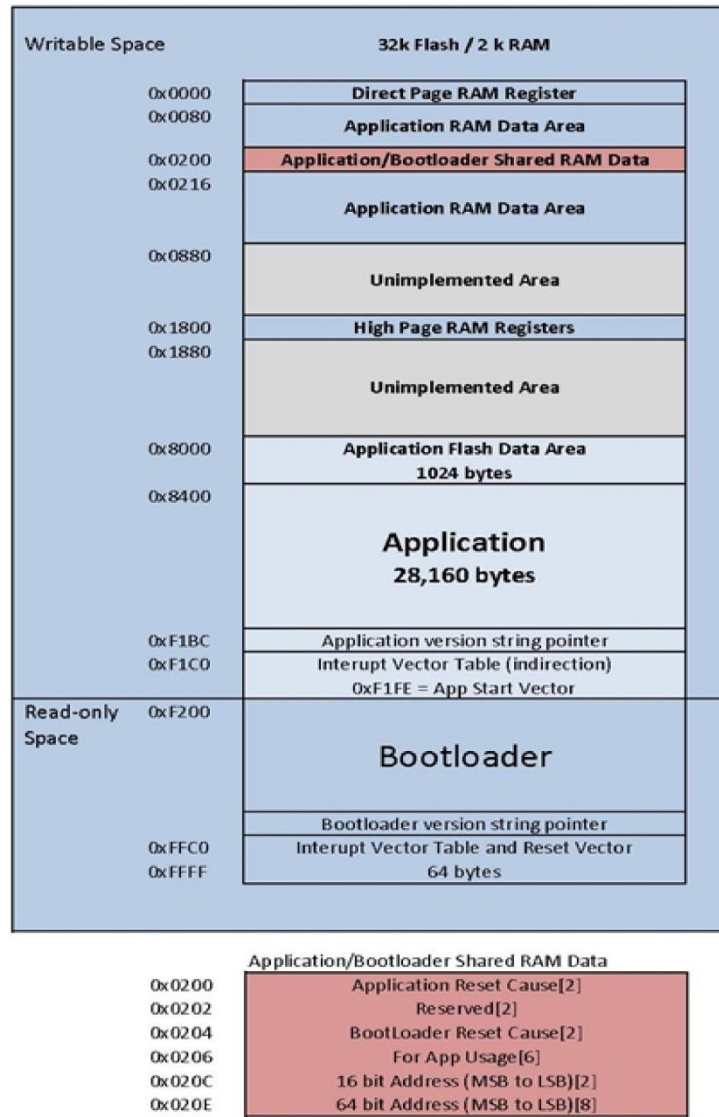 Writable Space 32k Flash / 2 k RAM
0x0000 Direct Page RAM Register
0x0080
Application RAM Data Area
0x0200 Application/Bootloader Shared RAM Data
0x0216
Application RAM Data Area
0x0880
Unimplemented Area
0x1800 High Page RAM Registers
0x1880
Unimplemented Area
0x8000 Application Flash Data Area
1024 bytes
0x8400
Application
28,160 bytes
0xF1BC Application version string pointer
0xF1C0 Interupt Vector Table (indirection)
0xF1FE = App Start Vector
Read-only 0xF200
Space
Bootloader
Bootloader version string pointer
0xFFC0 Interupt Vector Table and Reset Vector
0xFFFF 64 bytes
Application/Bootloader Shared RAM Data
0x0200 Application Reset Cause[2]
0x0202 Reserved[2]
0x0204 BootLoader Reset Cause[2]
0x0206 For App Usage[6]
0x020C 16 bit Address (MSB to LSB)[2]
0x020E 64 bit Address (MSB to LSB)[8]